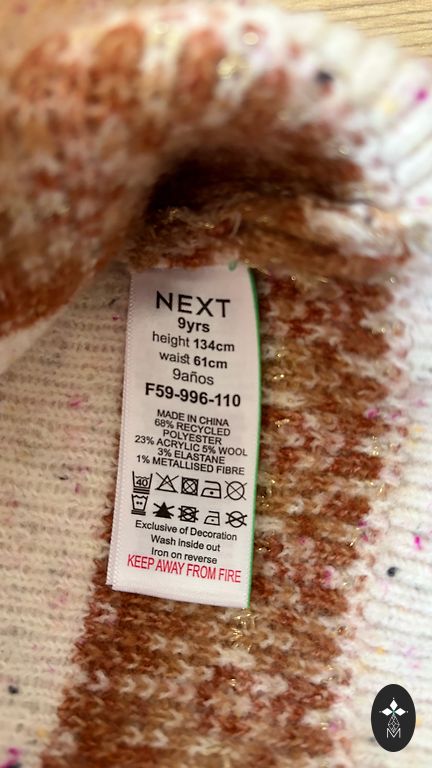 NEXT
9yrs
height 134cm
waist 61cm
9años
F59-996-110
MADE IN CHINA
68% RECYCLED
POLYESTER
23% ACRYLIC 5% WOOL
3% ELASTANE
1% METALLISED FIBRE
40
Exclusive of Decoration
Wash inside out
Iron on reverse
KEEP AWAY FROM FIRE